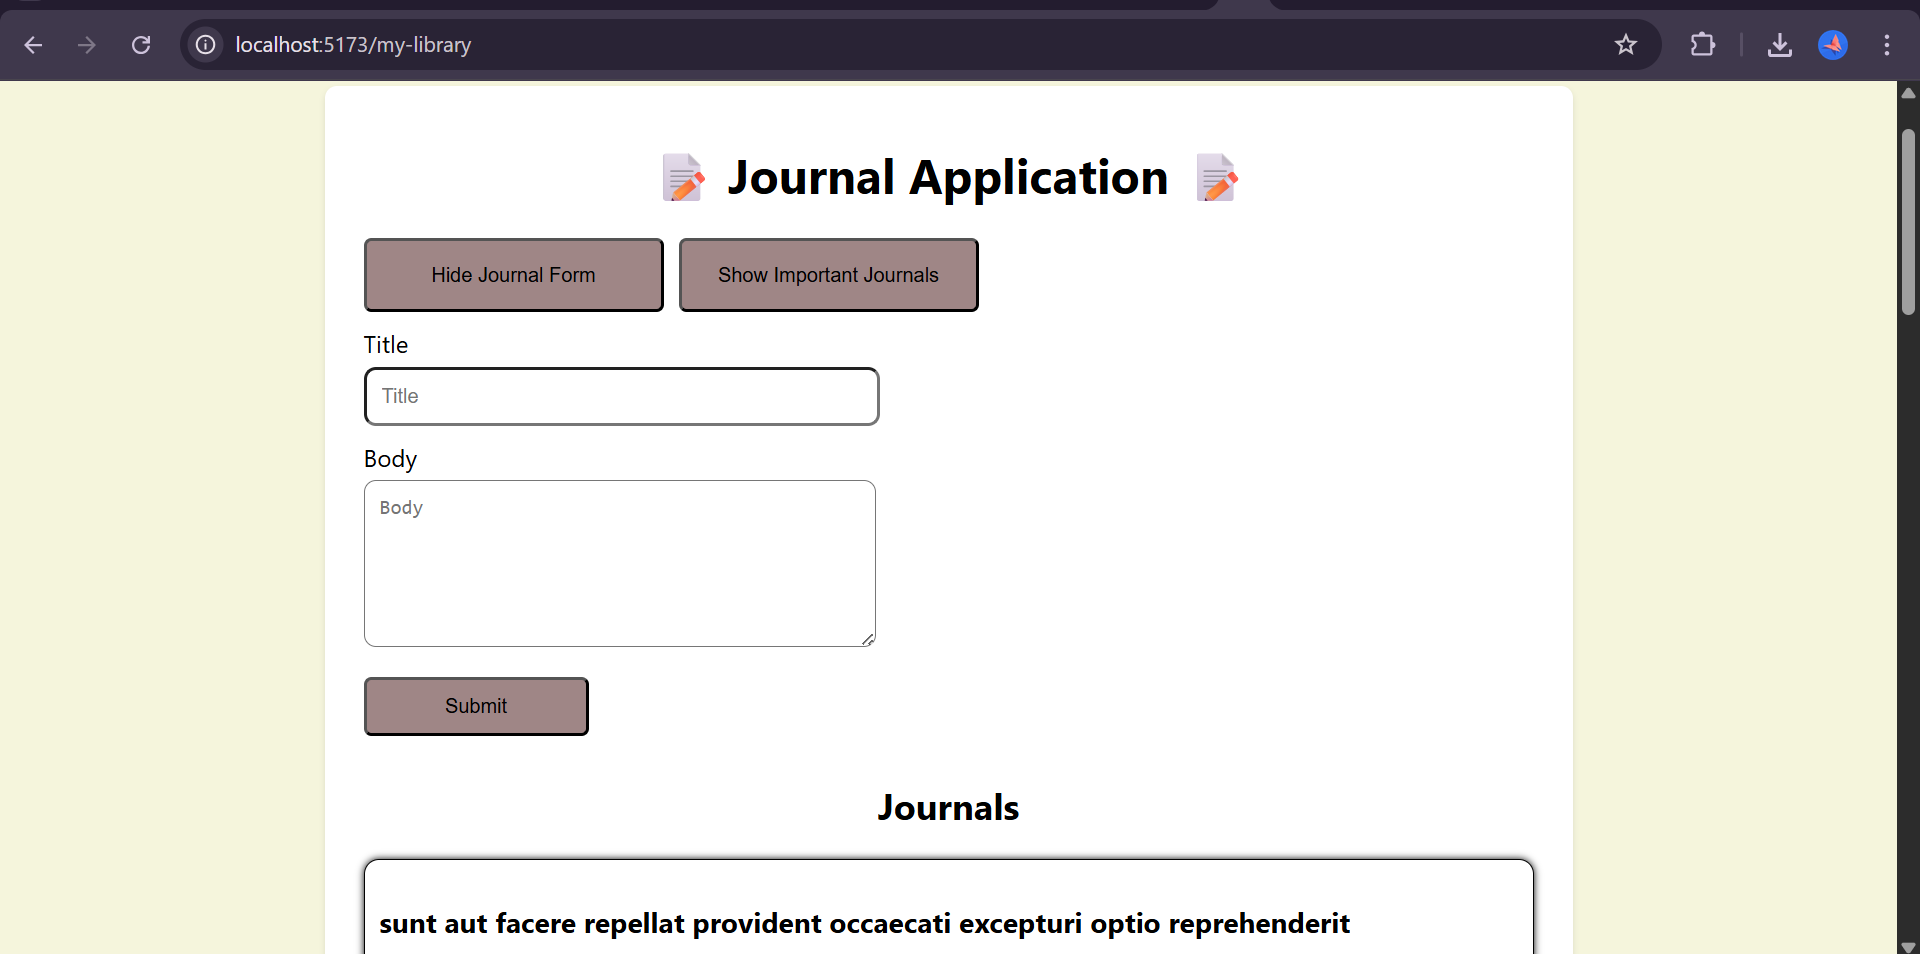 localhost:5173/my-library
Journal Application
Hide Journal Form
Show Important Journals
Title
Title
Body
Body
Submit
Journals
sunt aut facere repellat provident occaecati excepturi optio reprehenderit